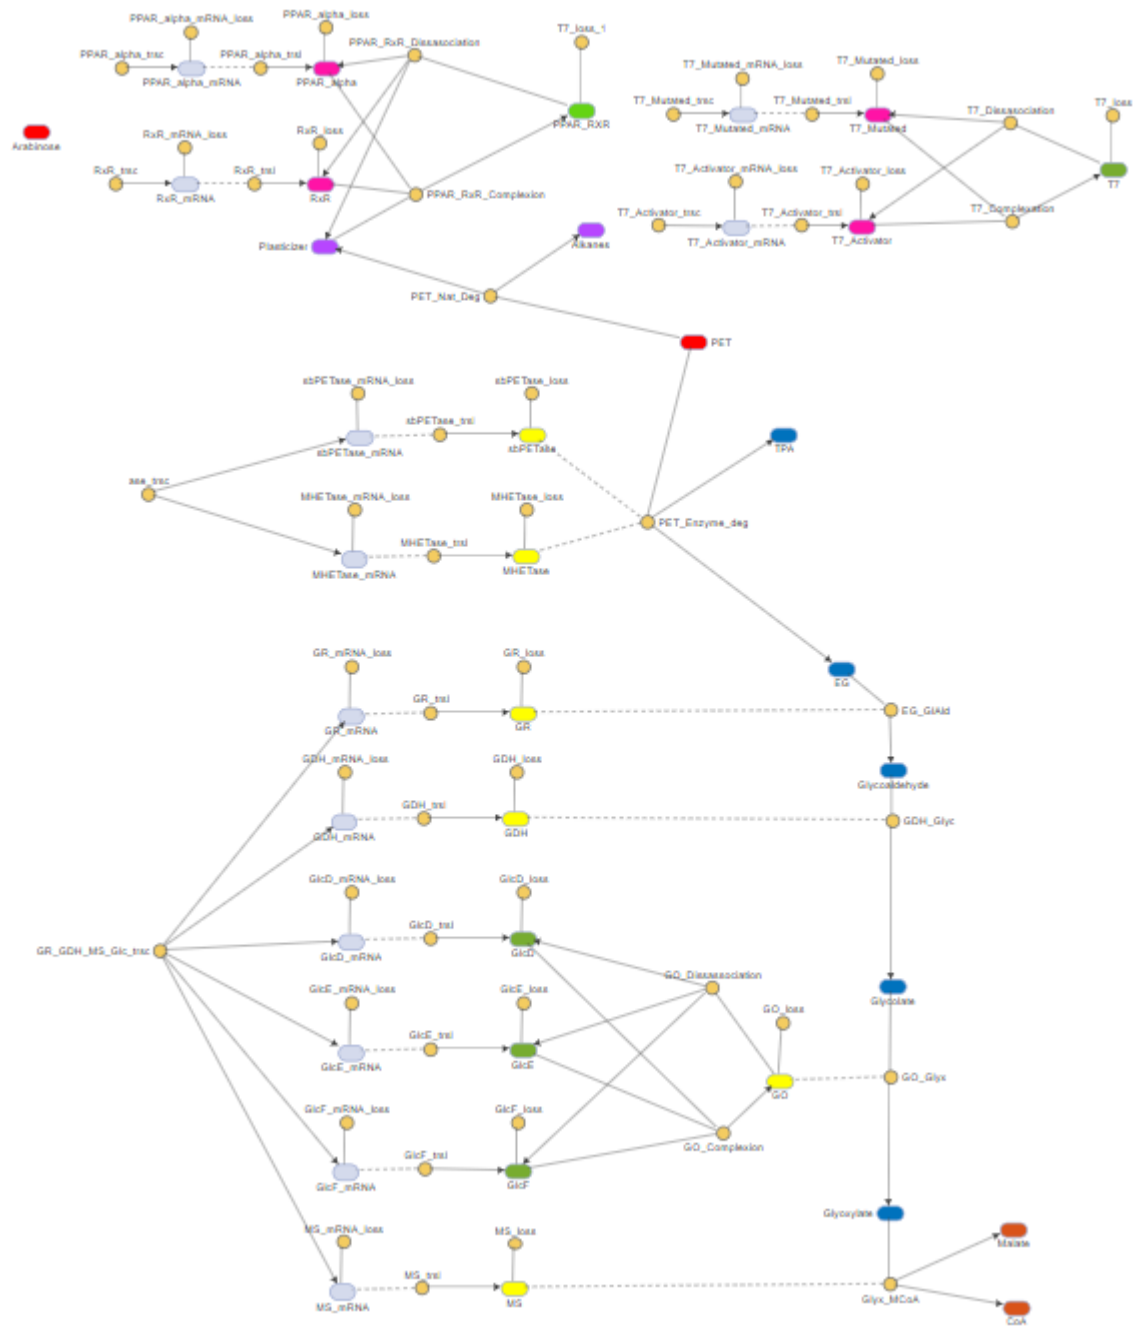 PPAR_alpha_mRNA_loss
PPAR_alpha_loss
PPAR_alpha_trsc
PPAR_alpha_trsl
PPAR_RxR_Dissasociation
T7_loss_1
PPAR_alpha_mRNA
PPAR_alpha
PPAR_RXR
T7_Mutated_mRNA_loss
T7_Mutated_loss
T7_Mutated_trsc
T7_Mutated_trsl
T7_Dissasociation
T7_loss
T7_Mutated_mRNA
T7_Mutated
Arabinose
RxR_mRNA_loss
RxR_loss
RxR_trsc
RxR_trsl
RxR_mRNA
RxR
PPAR_RxR_Complexion
T7_Activator_mRNA_loss
T7_Activator_loss
T7
T7_Activator_trsc
T7_Activator_trsl
T7_Complexation
T7_Activator_mRNA
T7_Activator
Plasticizer
Alkanes
PET_Nat_Deg
PET
sbPETase_mRNA_loss
sbPETase_loss
sbPETase_trsl
sbPETase_mRNA
sbPETase
TPA
ase_trsc
MHETase_mRNA_loss
MHETase_loss
PET_Enzyme_deg
MHETase_trsl
MHETase_mRNA
MHETase
GR_mRNA_loss
GR_loss
EG
GR_trsl
EG_GlAld
GR_mRNA
GR
GDH_mRNA_loss
GDH_loss
Glycoaldehyde
GDH_trsl
GDH_Glyc
GDH_mRNA
GDH
GlcD_mRNA_loss
GlcD_loss
GlcD_trsl
GR_GDH_MS_Glc_trsc
GlcD_mRNA
GlcD
GO_Dissassociation
GlcE_mRNA_loss
GlcE_loss
Glycolate
GO_loss
GlcE_trsl
GlcE_mRNA
GlcE
GO_Glyx
GO
GlcF_mRNA_loss
GlcF_loss
GO_Complexion
GlcF_trsl
GlcF_mRNA
GlcF
Glyoxylate
MS_mRNA_loss
MS_loss
Malate
MS_trsl
Glyx_MCoA
MS_mRNA
MS
CoA